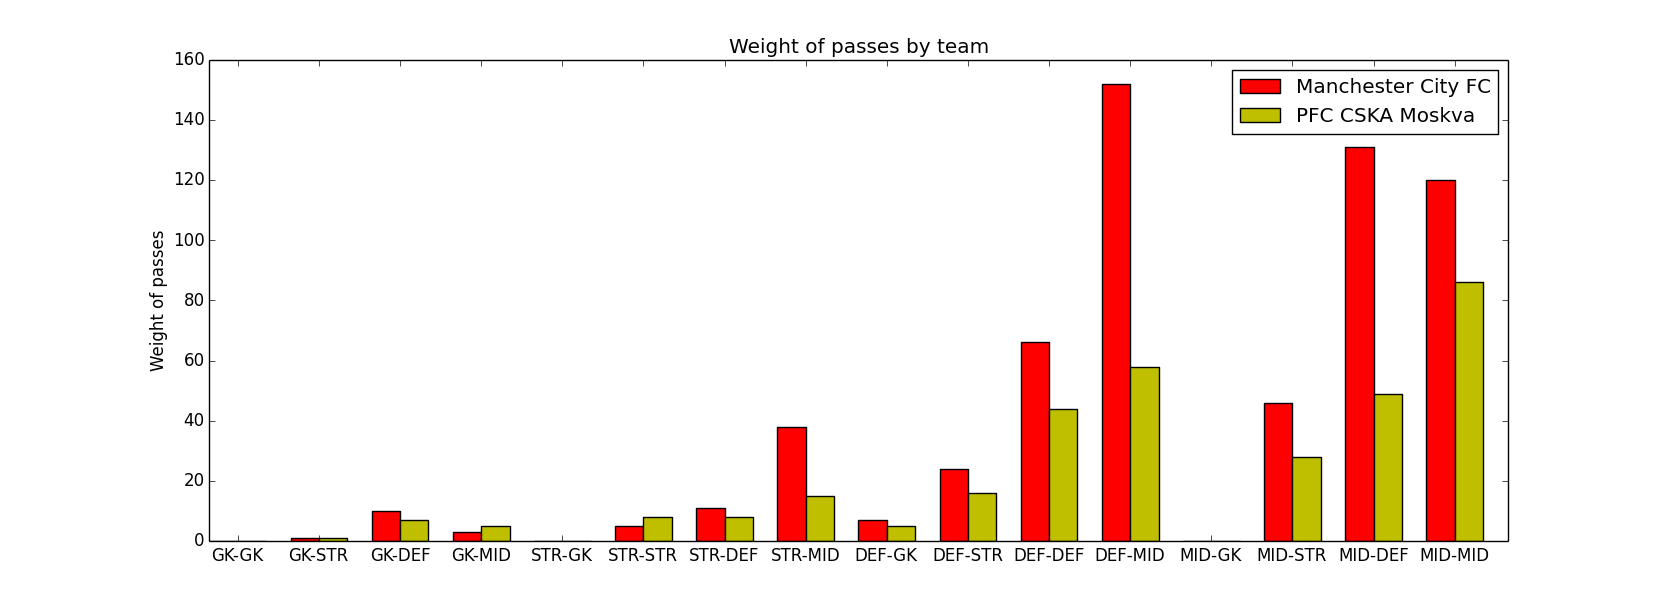 Weight of passes by team
Manchester City FC
PFC CSKA Moskva
Weight of passes
160
140
120
100
80
60
40
20
0
GK-GK GK-STR GK-DEF GK-MID STR-GK STR-STR STR-DEF STR-MID DEF-GK DEF-STR DEF-DEF DEF-MID MID-GK MID-STR MID-DEF MID-MID